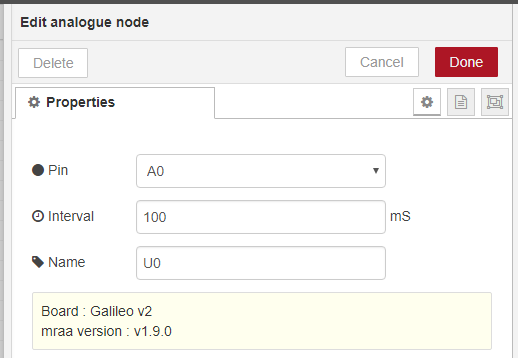 Edit analogue node
Delete Cancel Done
Properties
Pin A0
Interval 100 mS
Name U0
Board : Galileo v2
mraa version : v1.9.0